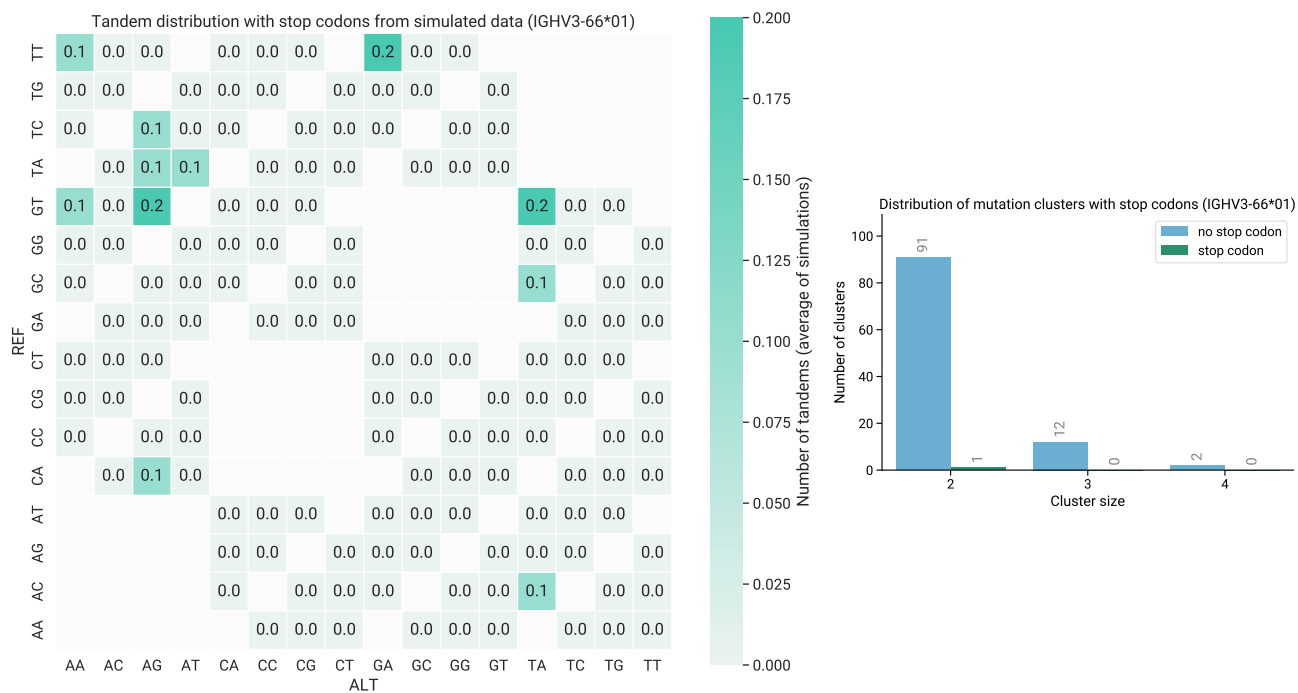 Tandem distribution with stop codons from simulated data (IGHV3-66*01)
REF
TT 0.1 0.0 0.0 0.0 0.0 0.0 0.2 0.0 0.0
TG 0.0 0.0 0.0 0.0 0.0 0.0 0.0 0.0 0.0
TC 0.0 0.1 0.0 0.0 0.0 0.0 0.0 0.0 0.0
TA 0.0 0.1 0.1 0.0 0.0 0.0 0.0 0.0 0.0
GT 0.1 0.0 0.2 0.0 0.0 0.0 0.2 0.0 0.0
GG 0.0 0.0 0.0 0.0 0.0 0.0 0.0 0.0 0.0
GC 0.0 0.0 0.0 0.0 0.0 0.0 0.1 0.0 0.0
GA 0.0 0.0 0.0 0.0 0.0 0.0 0.0 0.0 0.0
CT 0.0 0.0 0.0 0.0 0.0 0.0 0.0 0.0 0.0
CG 0.0 0.0 0.0 0.0 0.0 0.0 0.0 0.0 0.0
CC 0.0 0.0 0.0 0.0 0.0 0.0 0.0 0.0 0.0
CA 0.0 0.1 0.0 0.0 0.0 0.0 0.0 0.0 0.0
AT 0.0 0.0 0.0 0.0 0.0 0.0 0.0 0.0 0.0
AG 0.0 0.0 0.0 0.0 0.0 0.0 0.0 0.0 0.0
AC 0.0 0.0 0.0 0.0 0.0 0.0 0.1 0.0 0.0
AA 0.0 0.0 0.0 0.0 0.0 0.0 0.0 0.0 0.0
AA AC AG AT CA CC CG CT GA GC GG GT TA TC TG TT
ALT
0.200
0.175
0.150
0.125
0.100
0.075
0.050
0.025
0.000
Number of tandems (average of simulations)
Distribution of mutation clusters with stop codons (IGHV3-66*01)
no stop codon
stop codon
Number of clusters
100
80
60
40
20
0
91
1
12
0
2
0
2 3 4
Cluster size